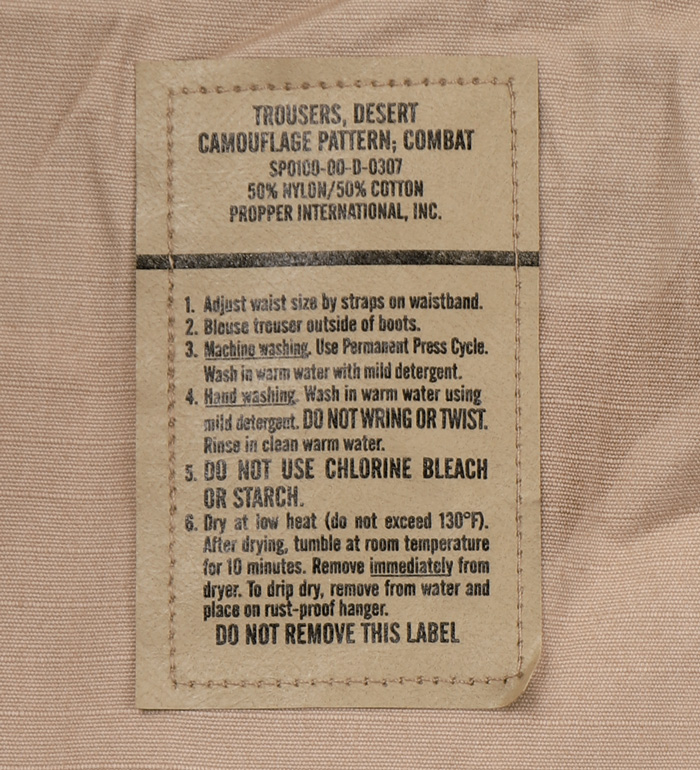 TROUSERS, DESERT
CAMOUFLAGE PATTERN; COMBAT
SP0100-00-D-0307
50% NYLON/50% COTTON
PROPPER INTERNATIONAL, INC.
1. Adjust waist size by straps on waistband.
2. Blouse trouser outside of boots.
3. Machine washing. Use Permanent Press Cycle.
Wash in warm water with mild detergent.
4. Hand washing. Wash in warm water using
mild detergent. DO NOT WRING OR TWIST.
Rinse in clean warm water.
5. DO NOT USE CHLORINE BLEACH
OR STARCH.
6. Dry at low heat (do not exceed 130°F).
After drying, tumble at room temperature
for 10 minutes. Remove immediately from
dryer. To drip dry, remove from water and
place on rust-proof hanger.
DO NOT REMOVE THIS LABEL